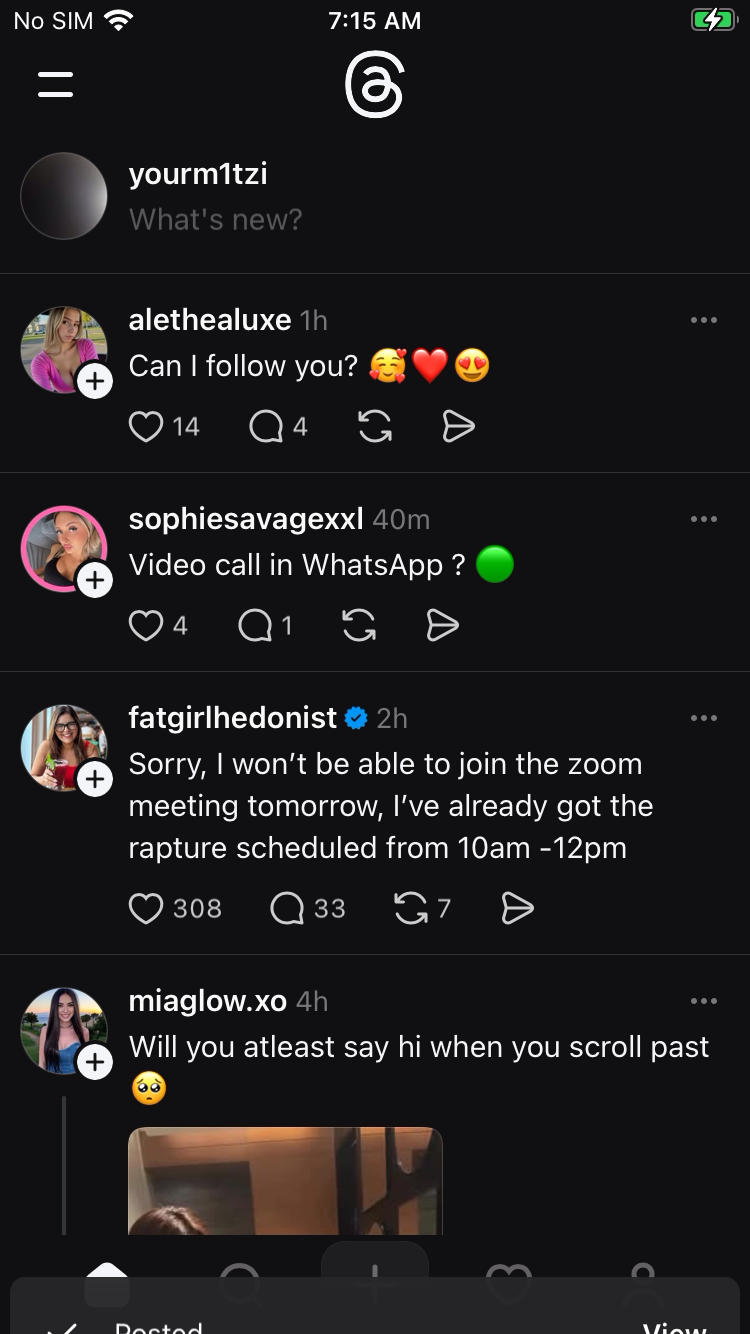 No SIM 7:15 AM
yourm1tzi
What's new?
alethealuxe 1h
Can I follow you? 🥰❤️😍
14 4
sophiesavagexxl 40m
Video call in WhatsApp ? 🟢
4 1
fatgirlhedonist 2h
Sorry, I won’t be able to join the zoom
meeting tomorrow, I’ve already got the
rapture scheduled from 10am -12pm
308 33 7
miaglow.xo 4h
Will you atleast say hi when you scroll past
🥺
Posted View